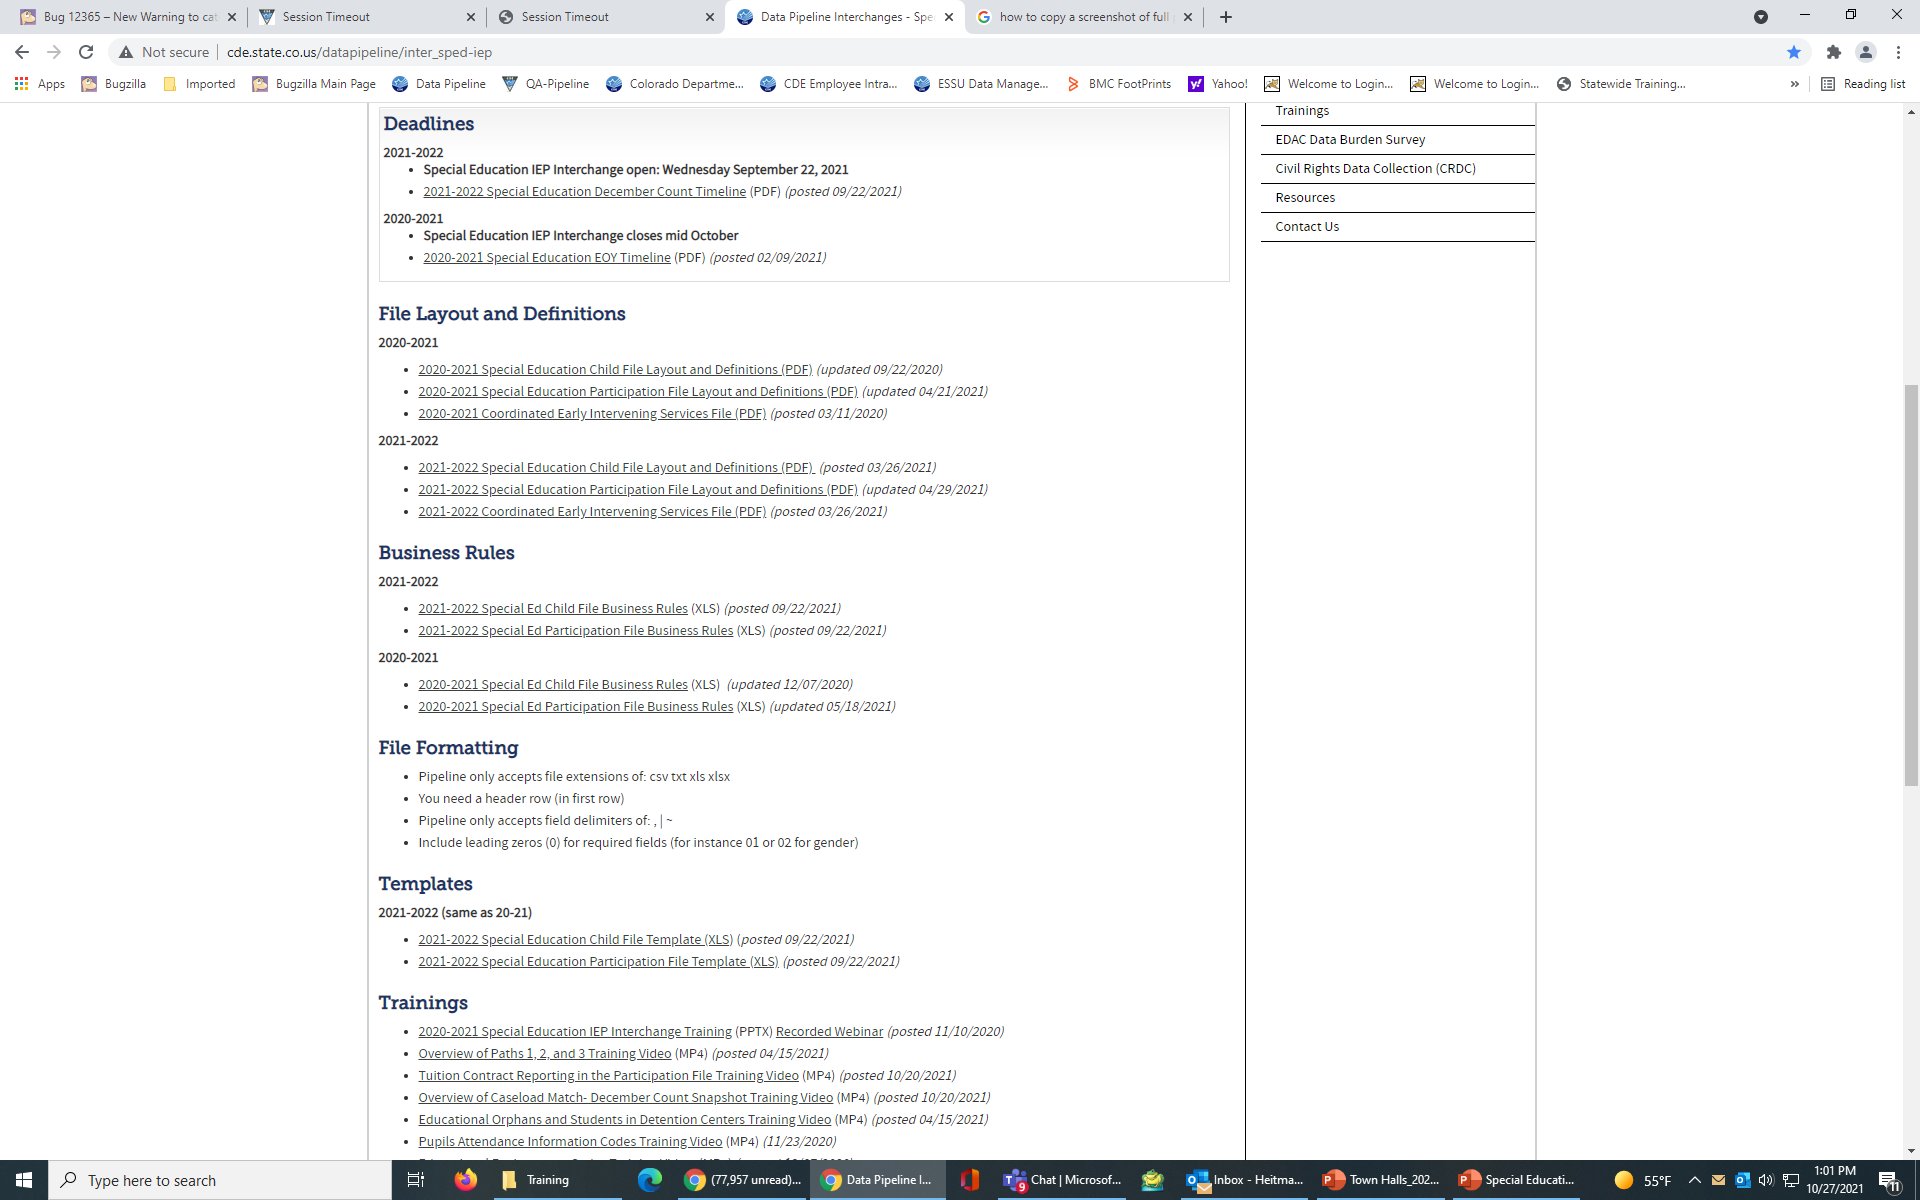 Bug 12365 – New Warning to cat
Session Timeout
Session Timeout
Data Pipeline Interchanges - Spe
how to copy a screenshot of full
Not secure
cde.state.co.us/datapipeline/inter_sped-iep
Apps
Bugzilla
Imported
Bugzilla Main Page
Data Pipeline
QA-Pipeline
Colorado Departme...
CDE Employee Intra...
ESSU Data Manage...
BMC FootPrints
Yahoo!
Welcome to Login...
Welcome to Login...
Statewide Training...
»
Reading list
Deadlines
2021-2022
• Special Education IEP Interchange open: Wednesday September 22, 2021
• 2021-2022 Special Education December Count Timeline (PDF) (posted 09/22/2021)
2020-2021
• Special Education IEP Interchange closes mid October
• 2020-2021 Special Education EOY Timeline (PDF) (posted 02/09/2021)
File Layout and Definitions
2020-2021
• 2020-2021 Special Education Child File Layout and Definitions (PDF) (updated 09/22/2020)
• 2020-2021 Special Education Participation File Layout and Definitions (PDF) (updated 04/21/2021)
• 2020-2021 Coordinated Early Intervening Services File (PDF) (posted 03/11/2020)
2021-2022
• 2021-2022 Special Education Child File Layout and Definitions (PDF) (posted 03/26/2021)
• 2021-2022 Special Education Participation File Layout and Definitions (PDF) (updated 04/29/2021)
• 2021-2022 Coordinated Early Intervening Services File (PDF) (posted 03/26/2021)
Business Rules
2021-2022
• 2021-2022 Special Ed Child File Business Rules (XLS) (posted 09/22/2021)
• 2021-2022 Special Ed Participation File Business Rules (XLS) (posted 09/22/2021)
2020-2021
• 2020-2021 Special Ed Child File Business Rules (XLS) (updated 12/07/2020)
• 2020-2021 Special Ed Participation File Business Rules (XLS) (updated 05/18/2021)
File Formatting
• Pipeline only accepts file extensions of: csv txt xls xlsx
• You need a header row (in first row)
• Pipeline only accepts field delimiters of: , | ~
• Include leading zeros (0) for required fields (for instance 01 or 02 for gender)
Templates
2021-2022 (same as 20-21)
• 2021-2022 Special Education Child File Template (XLS) (posted 09/22/2021)
• 2021-2022 Special Education Participation File Template (XLS) (posted 09/22/2021)
Trainings
• 2020-2021 Special Education IEP Interchange Training (PPTX) Recorded Webinar (posted 11/10/2020)
• Overview of Paths 1, 2, and 3 Training Video (MP4) (posted 04/15/2021)
• Tuition Contract Reporting in the Participation File Training Video (MP4) (posted 10/20/2021)
• Overview of Caseload Match- December Count Snapshot Training Video (MP4) (posted 10/20/2021)
• Educational Orphans and Students in Detention Centers Training Video (MP4) (posted 04/15/2021)
• Pupils Attendance Information Codes Training Video (MP4) (11/23/2020)
Trainings
EDAC Data Burden Survey
Civil Rights Data Collection (CRDC)
Resources
Contact Us
Type here to search
Training
(77,957 unread)...
Data Pipeline I...
9
Chat | Microsof...
Inbox - Heitma...
Town Halls_202...
Special Educati...
55°F
1:01 PM
10/27/2021
11